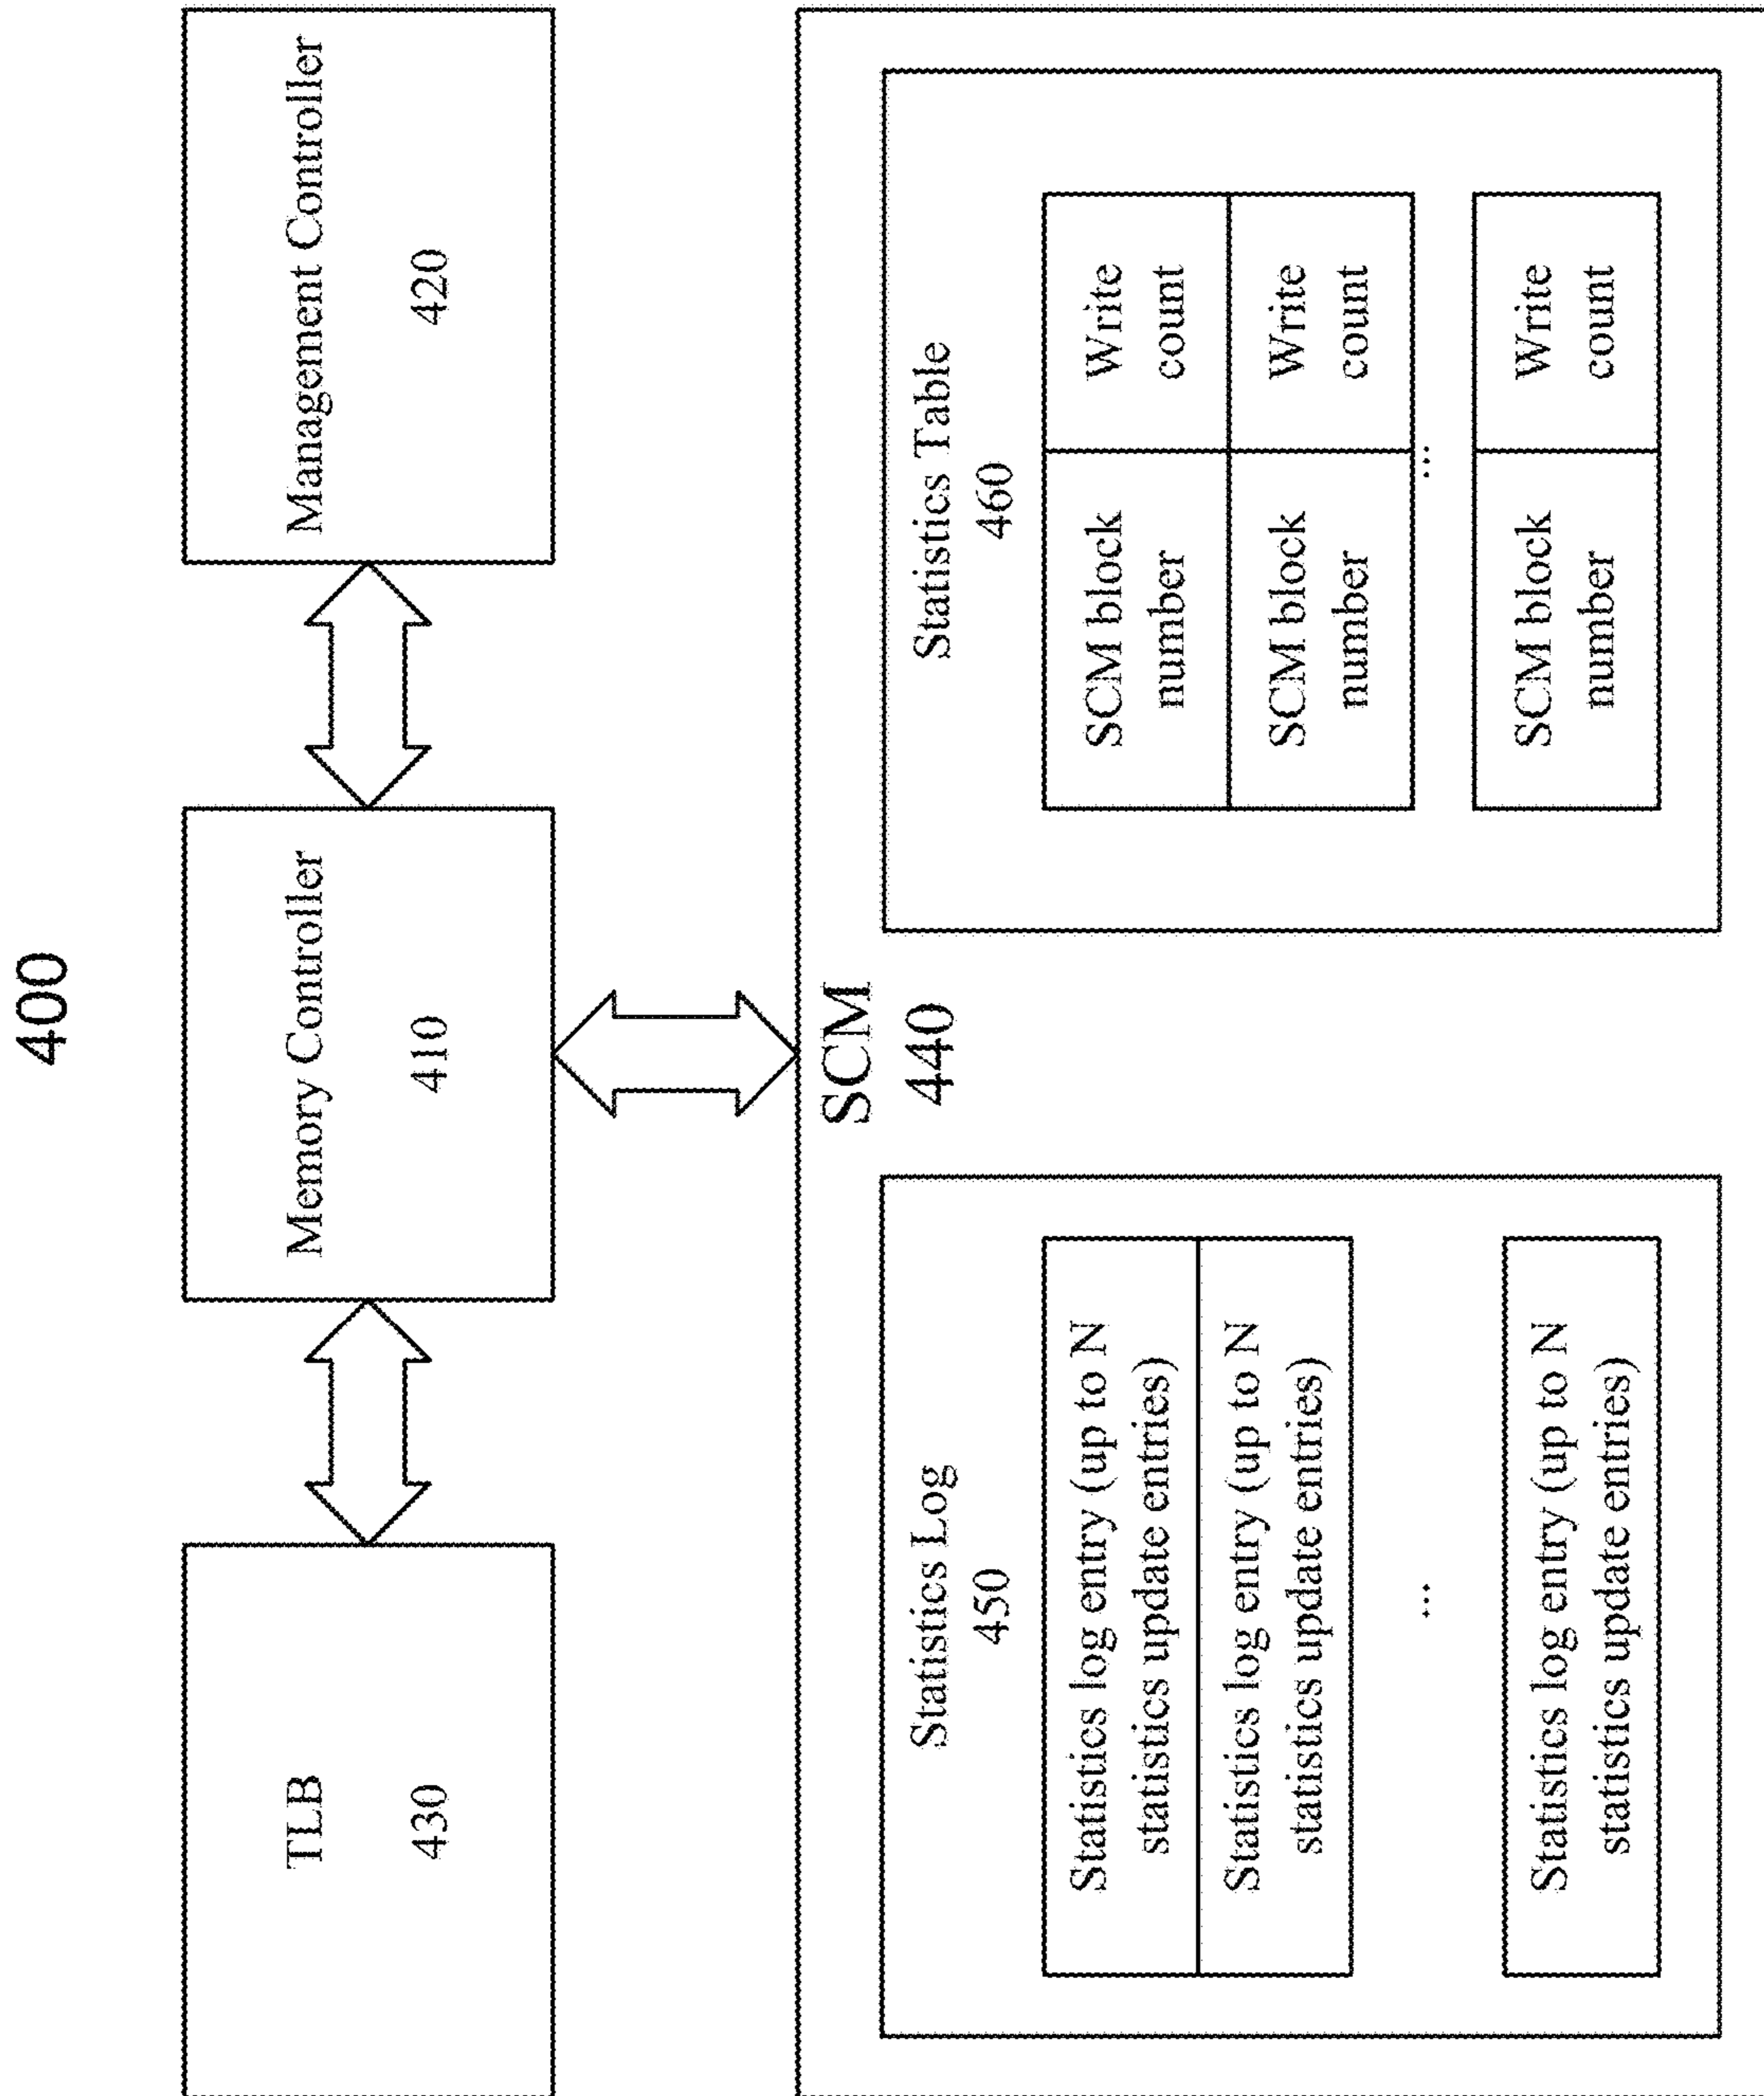 400
TLB
430
Memory Controller
410
Management Controller
420
SCM
440
Statistics Log
450
Statistics log entry (up to N
statistics update entries)
Statistics log entry (up to N
statistics update entries)
...
Statistics log entry (up to N
statistics update entries)
Statistics Table
460
SCM block
number
Write
count
SCM block
number
Write
count
...
SCM block
number
Write
count